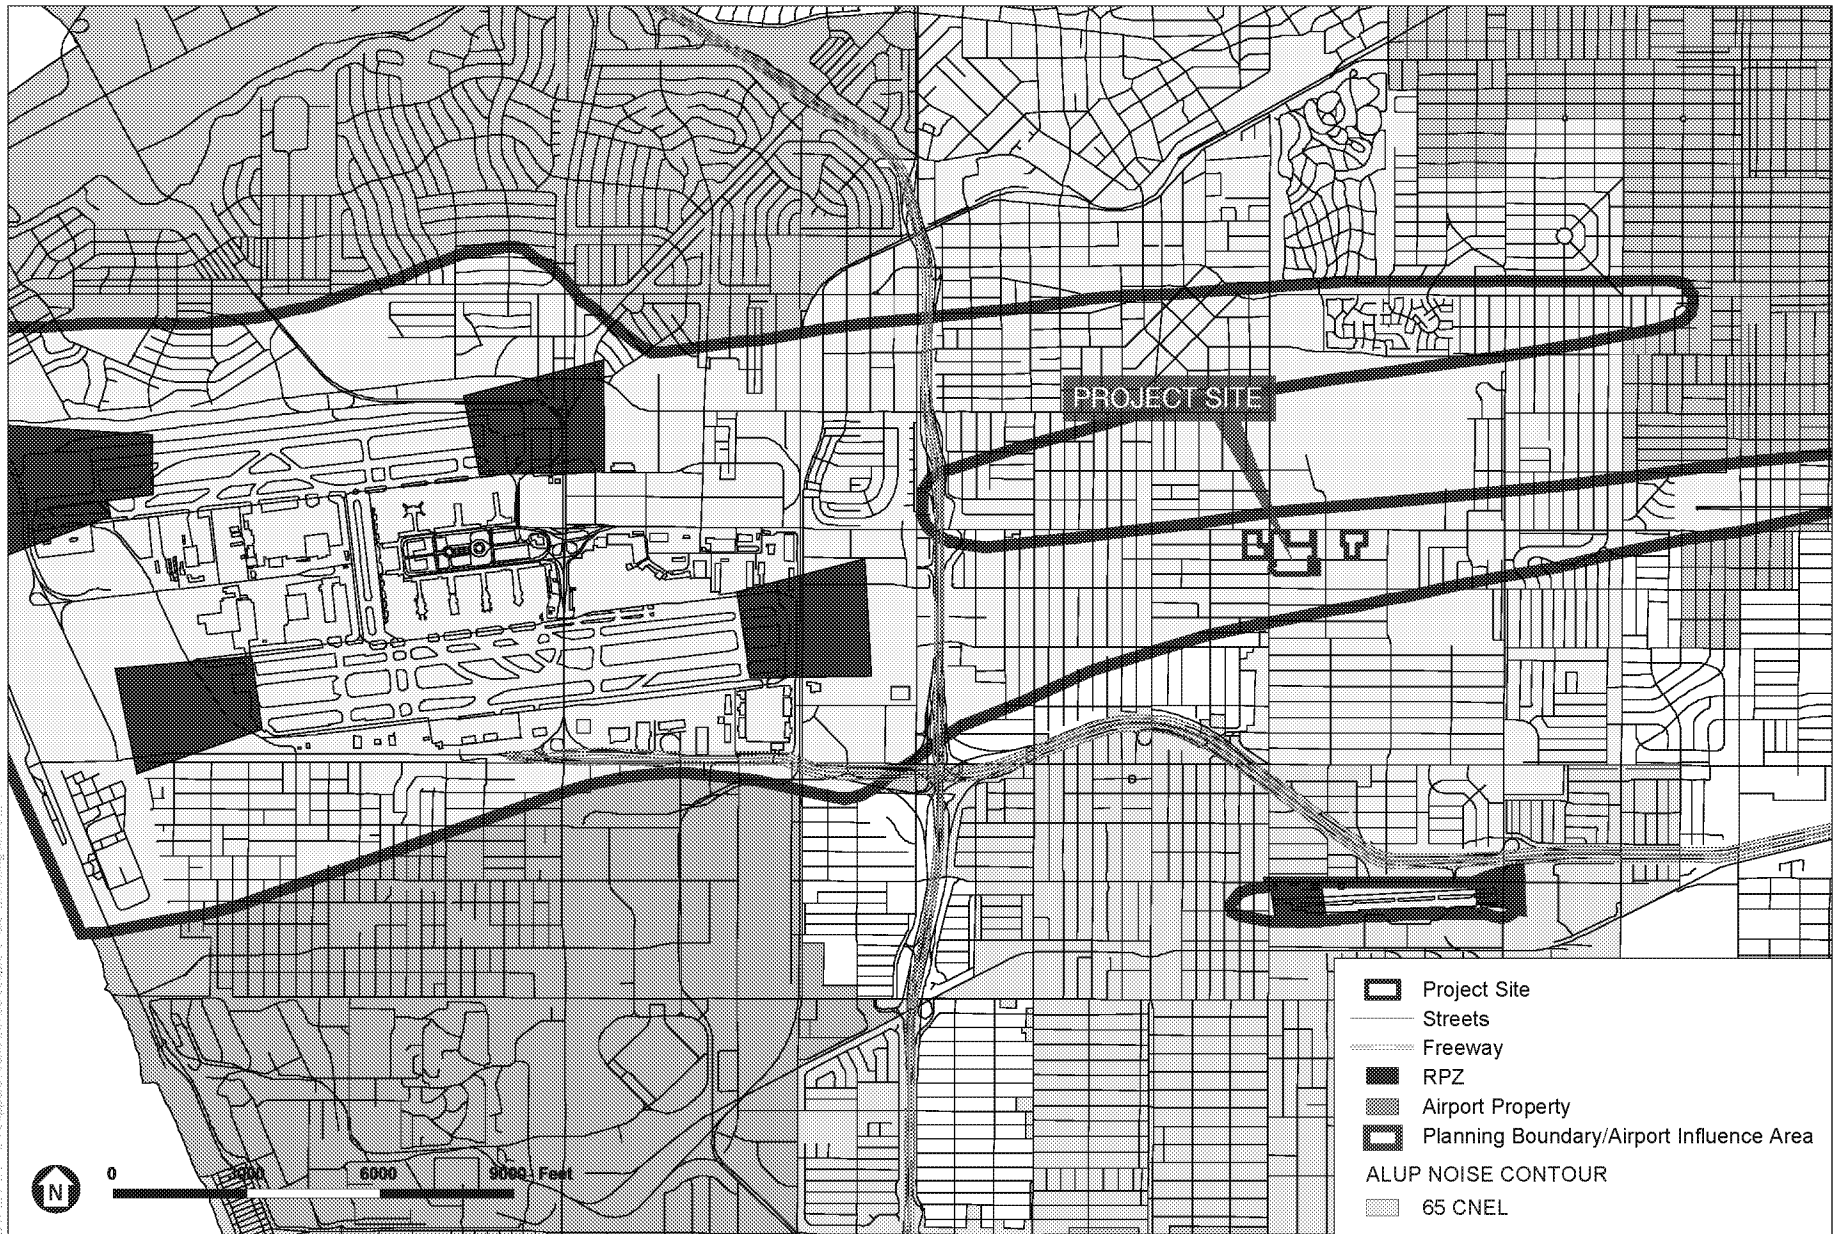 PROJECT SITE
Project Site
Streets
Freeway
RPZ
Airport Property
Planning Boundary/Airport Influence Area
ALUP NOISE CONTOUR
65 CNEL
N
0 3000 6000 9000 Feet